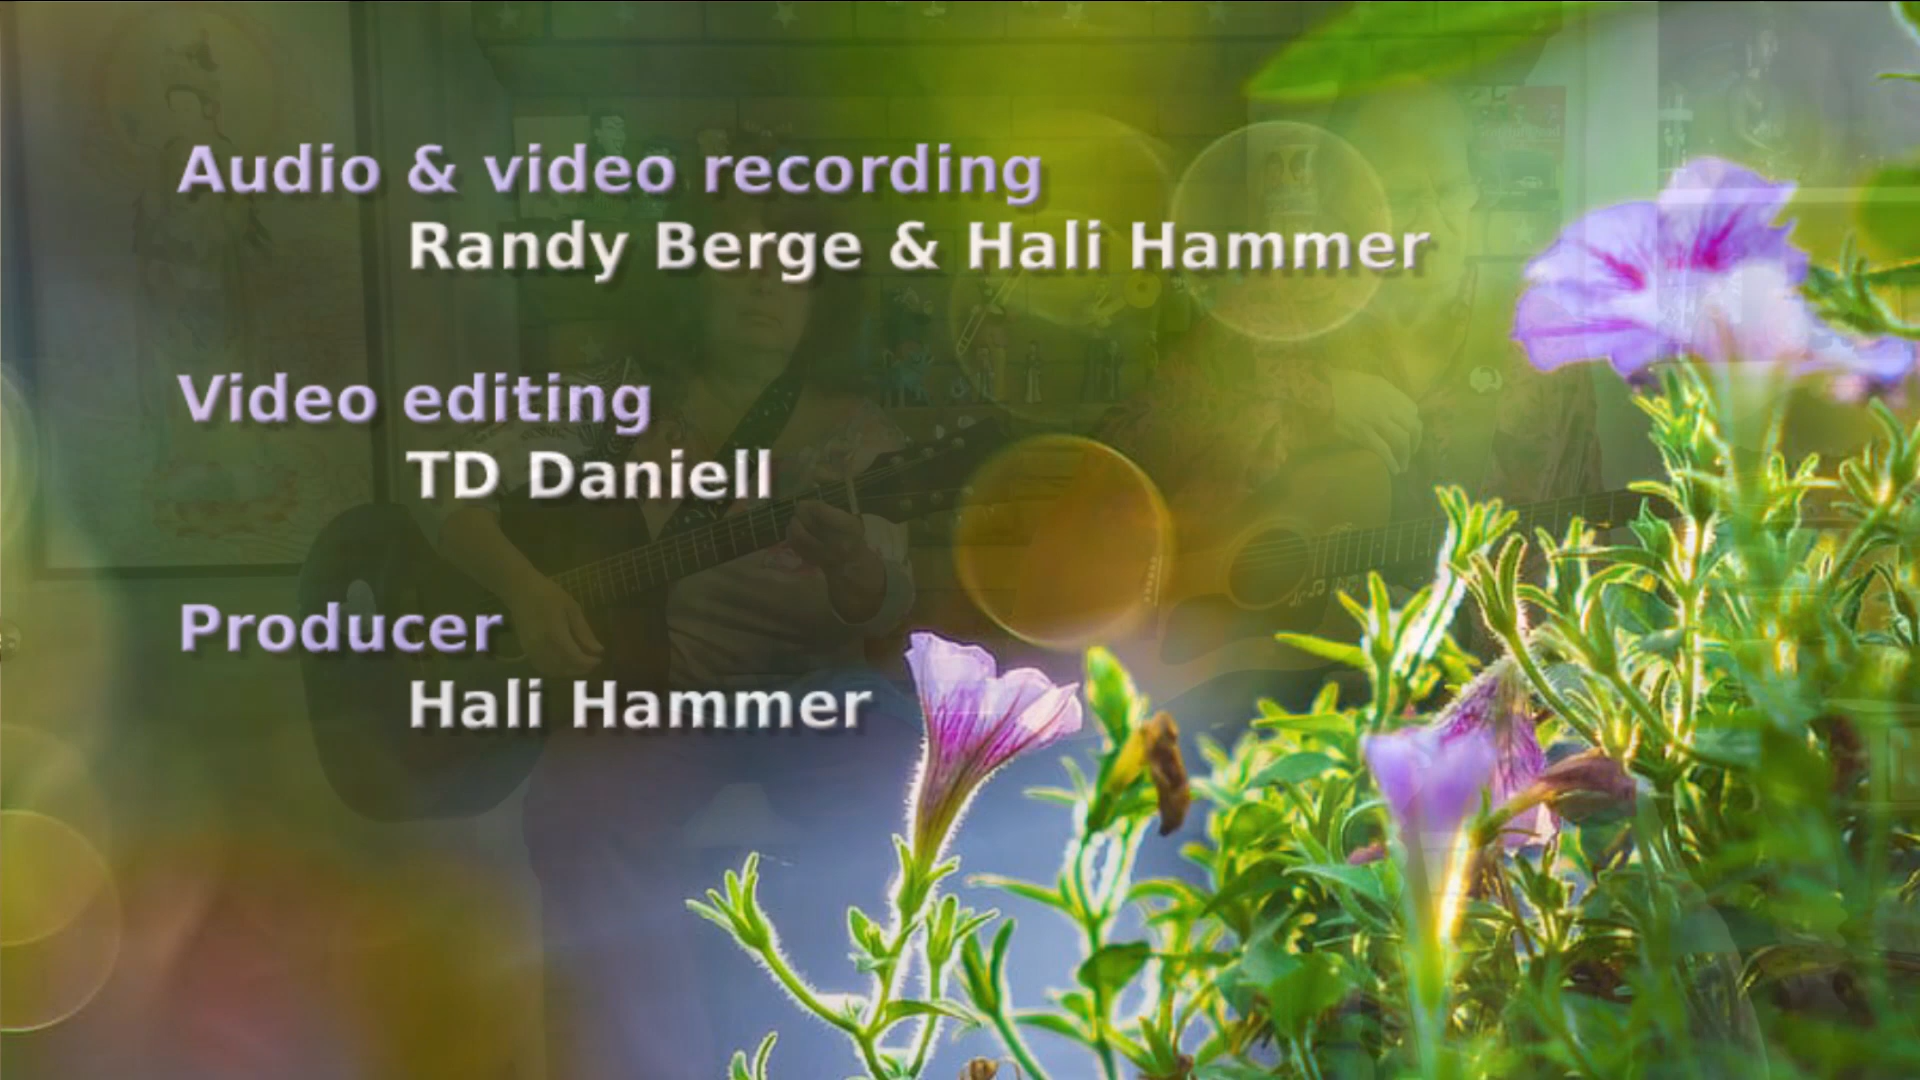 Audio & video recording
Randy Berge & Hali Hammer
Video editing
TD Daniell
Producer
Hali Hammer